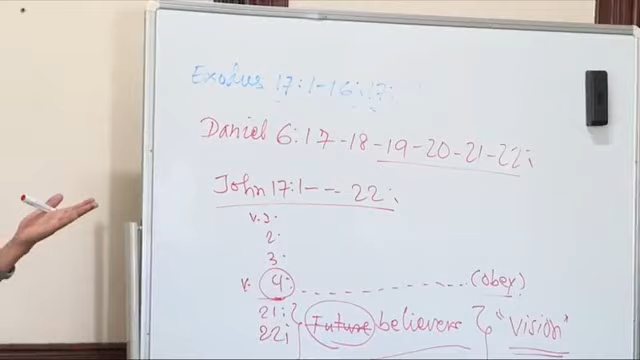 Exodus 17:1-16; 17;
Daniel 6:17-18-19-20-21-22;
John 17:1-- 22;
2:
3:
v. 4: (obey)
21; Future believers "Vision"
22;